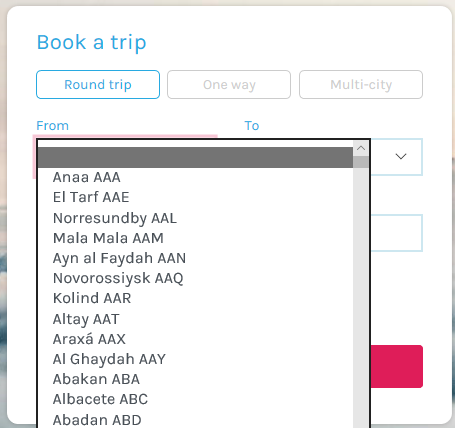 Book a trip
Round trip
One way
Multi-city
From
To
Anaa AAA
El Tarf AAE
Norresundby AAL
Mala Mala AAM
Ayn al Faydah AAN
Novorossiysk AAQ
Kolind AAR
Altay AAT
Araxá AAX
Al Ghaydah AAY
Abakan ABA
Albacete ABC
Abadan ABD